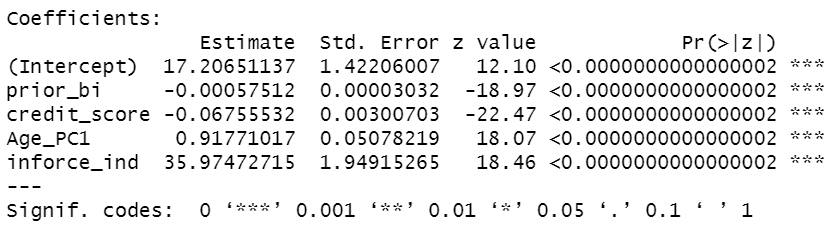 Coefficients:
               Estimate  Std. Error z value            Pr(>|z|)
(Intercept)  17.20651137  1.42206007   12.10 <0.0000000000000002 ***
prior_bi     -0.00057512  0.00003032  -18.97 <0.0000000000000002 ***
credit_score -0.06755532  0.00300703  -22.47 <0.0000000000000002 ***
Age_PC1       0.91771017  0.05078219   18.07 <0.0000000000000002 ***
inforce_ind  35.97472715  1.94915265   18.46 <0.0000000000000002 ***
---
Signif. codes:  0 ‘***’ 0.001 ‘**’ 0.01 ‘*’ 0.05 ‘.’ 0.1 ‘ ’ 1